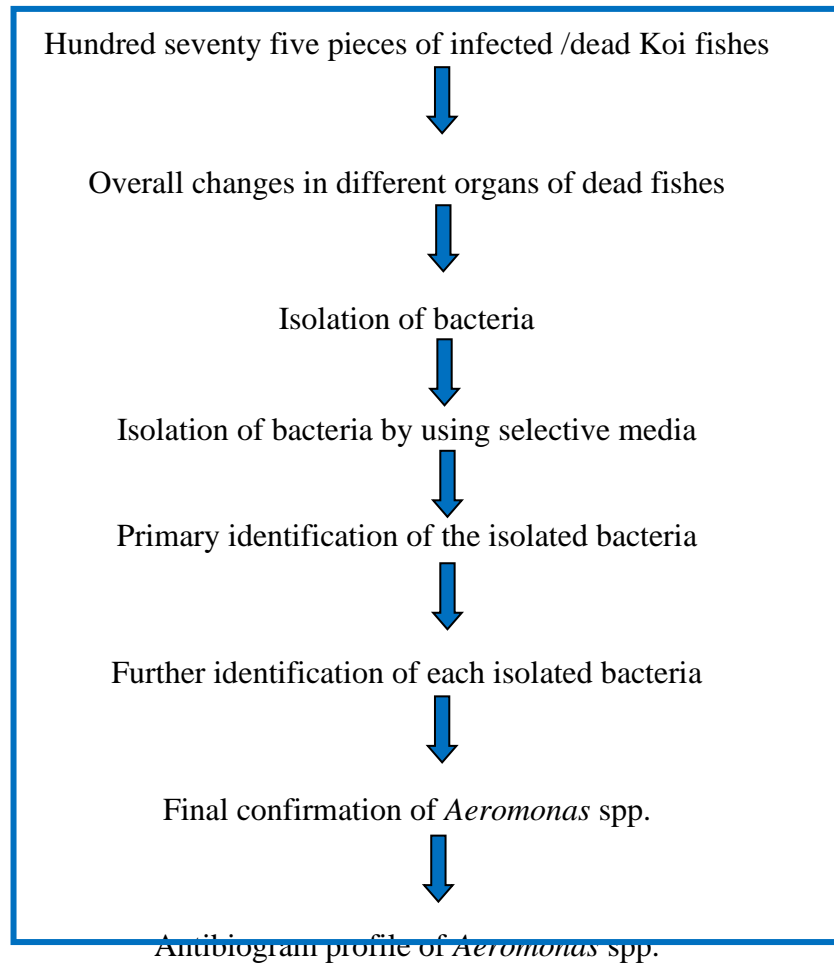 Hundred seventy five pieces of infected /dead Koi fishes
Overall changes in different organs of dead fishes
Isolation of bacteria
Isolation of bacteria by using selective media
Primary identification of the isolated bacteria
Further identification of each isolated bacteria
Final confirmation of Aeromonas spp.
Antibiogram profile of Aeromonas spp.